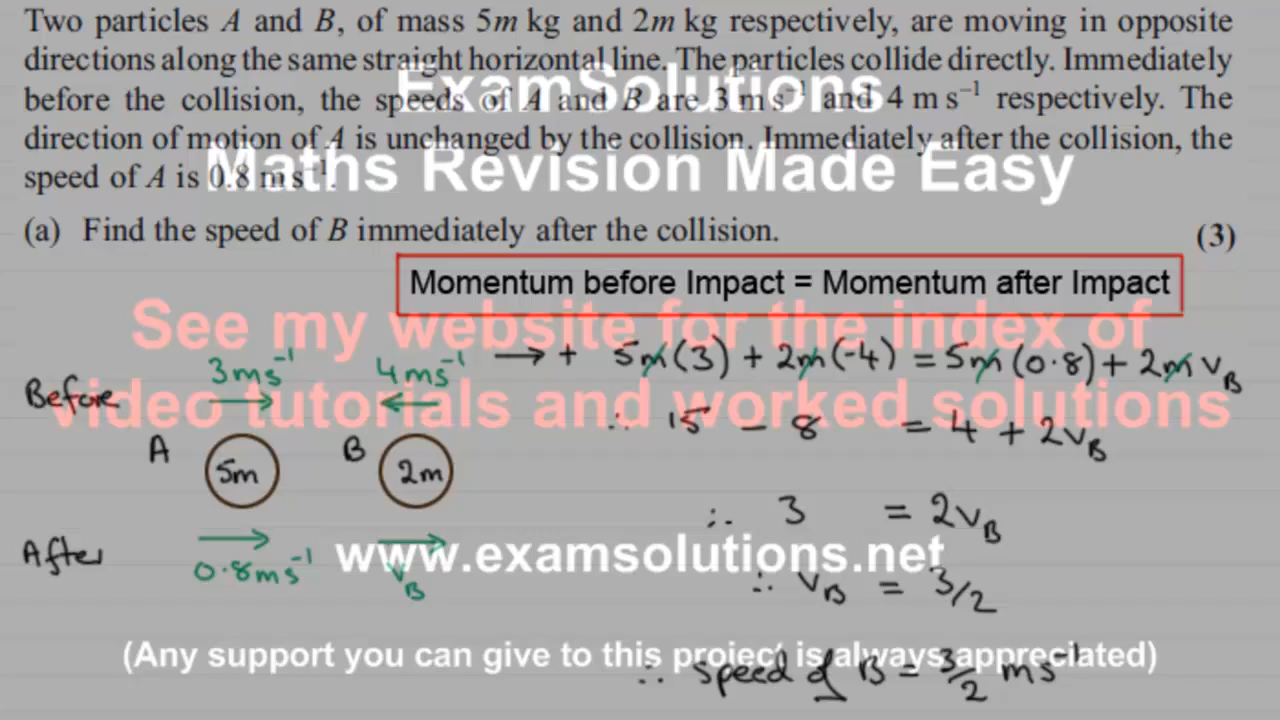 Two particles A and B, of mass 5m kg and 2m kg respectively, are moving in opposite
directions along the same straight horizontal line. The particles collide directly. Immediately
before the collision, the speeds of A and B are 3 m s⁻¹ and 4 m s⁻¹ respectively. The
ExamSolutions
direction of motion of A is unchanged by the collision. Immediately after the collision, the
speed of A is 0.8 m s⁻¹.
Maths Revision Made Easy
(a) Find the speed of B immediately after the collision. (3)
Momentum before Impact = Momentum after Impact
See my website for the index of
video tutorials and worked solutions
→ + 5m(3) + 2m(-4) = 5m(0.8) + 2m v_B
3ms⁻¹ 4ms⁻¹
Before
∴ 15 - 8 = 4 + 2v_B
A 5m B 2m
∴ 3 = 2v_B
After
0.8ms⁻¹ v_B
www.examsolutions.net
∴ v_B = 3/2
(Any support you can give to this project is always appreciated)
∴ speed of B = 3/2 ms⁻¹